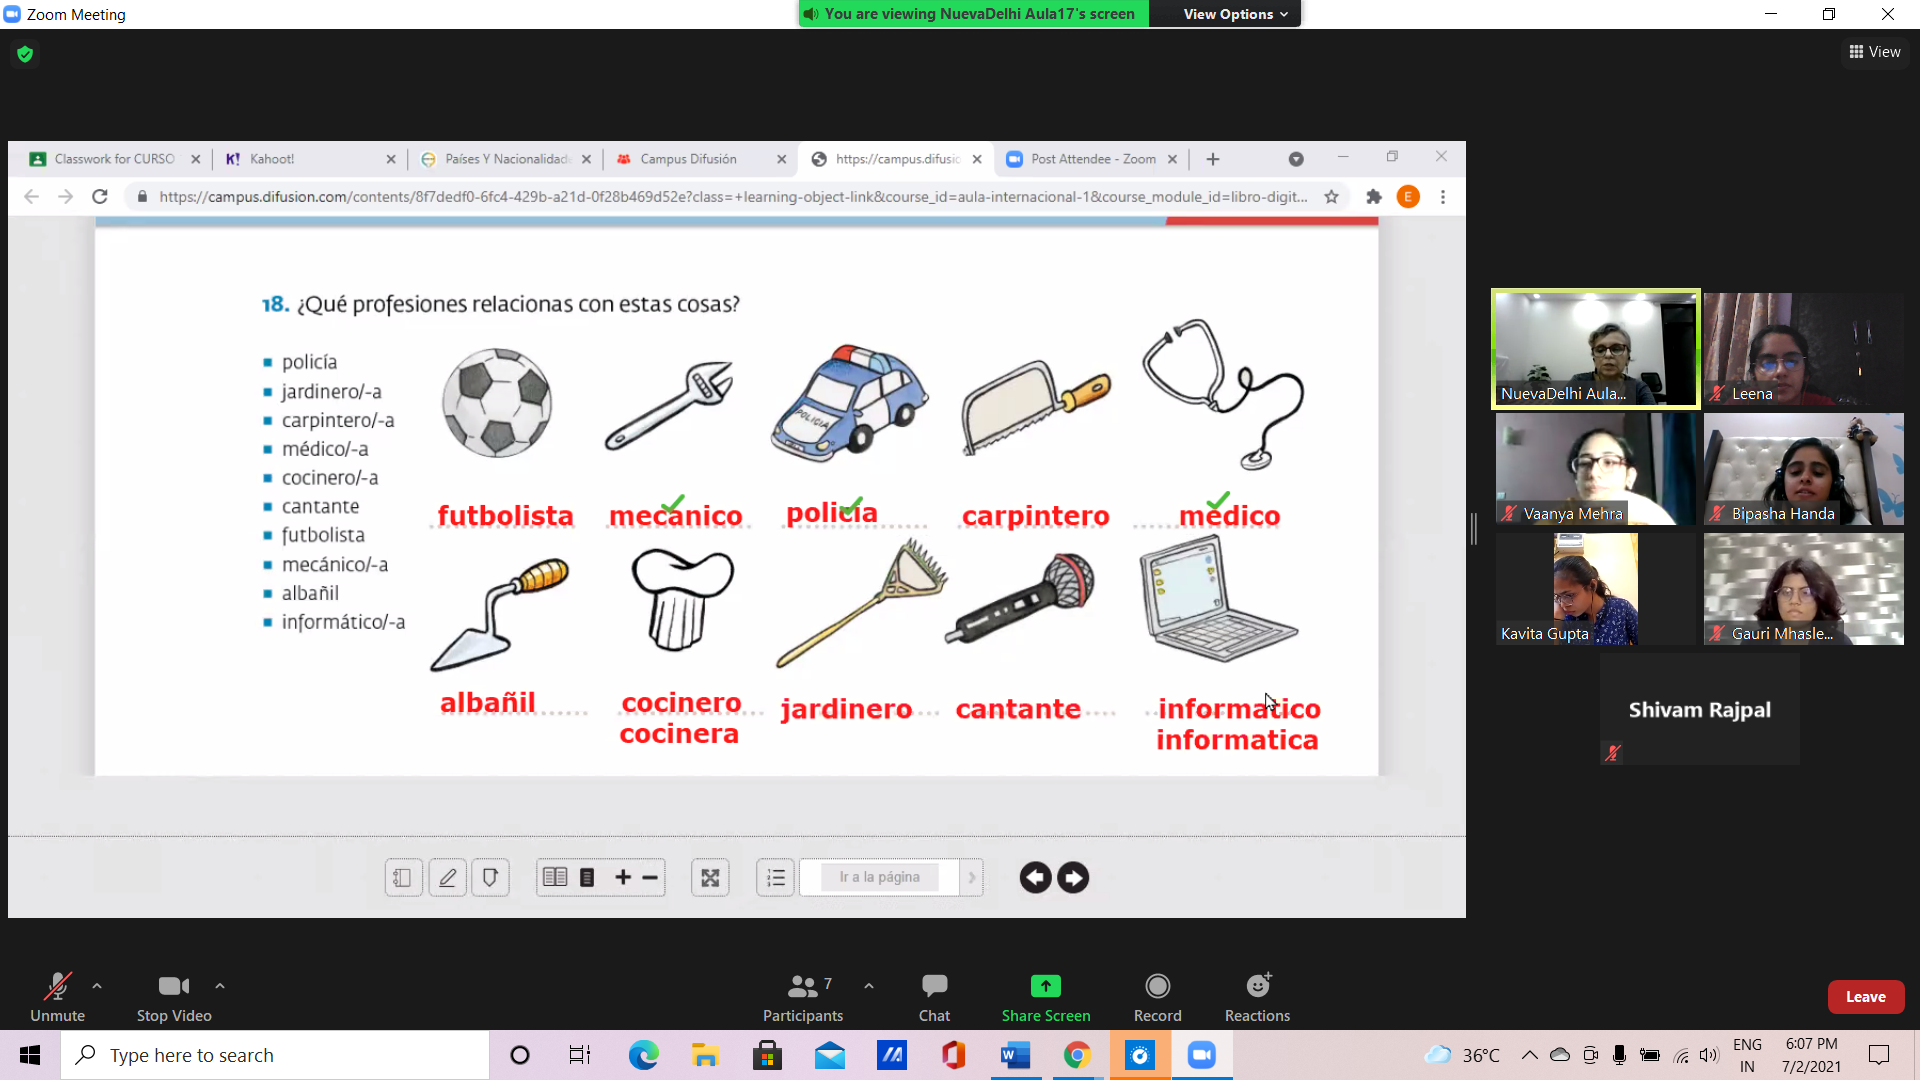 Zoom Meeting
You are viewing NuevaDelhi Aula17's screen
View Options
View
Classwork for CURSO
K! Kahoot!
Países Y Nacionalidad
Campus Difusión
https://campus.difusio
Post Attendee - Zoom
https://campus.difusion.com/contents/8f7dedf0-6fc4-429b-a21d-0f28b469d52e?class=+learning-object-link&course_id=aula-internacional-1&course_module_id=libro-digit...
E
18. ¿Qué profesiones relacionas con estas cosas?
policía
jardinero/-a
carpintero/-a
médico/-a
cocinero/-a
cantante
futbolista
mecánico/-a
albañil
informático/-a
POLICIA
futbolista
mecánico
policía
carpintero
médico
albañil
cocinero
cocinera
jardinero
cantante
informatico
informatica
Ir a la página
NuevaDelhi Aula...
Leena
Vaanya Mehra
Bipasha Handa
Kavita Gupta
Gauri Mhasle...
Shivam Rajpal
Unmute
Stop Video
7
Participants
Chat
Share Screen
Record
Reactions
Leave
Type here to search
36°C
ENG
IN
6:07 PM
7/2/2021